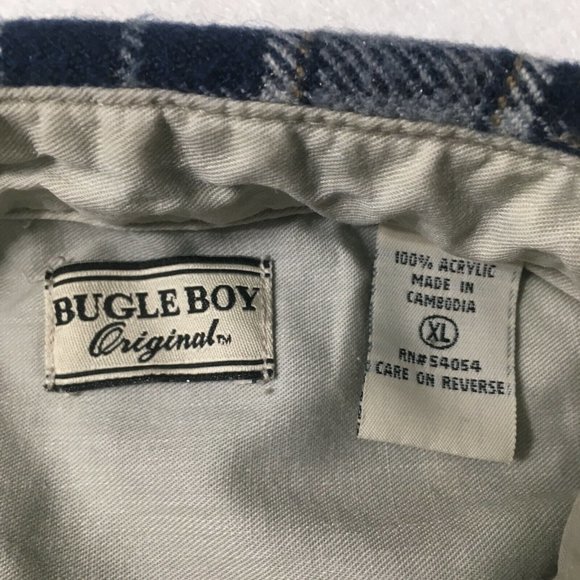 BUGLE BOY
Original™
100% ACRYLIC
MADE IN
CAMBODIA
XL
RN#54054
CARE ON REVERSE